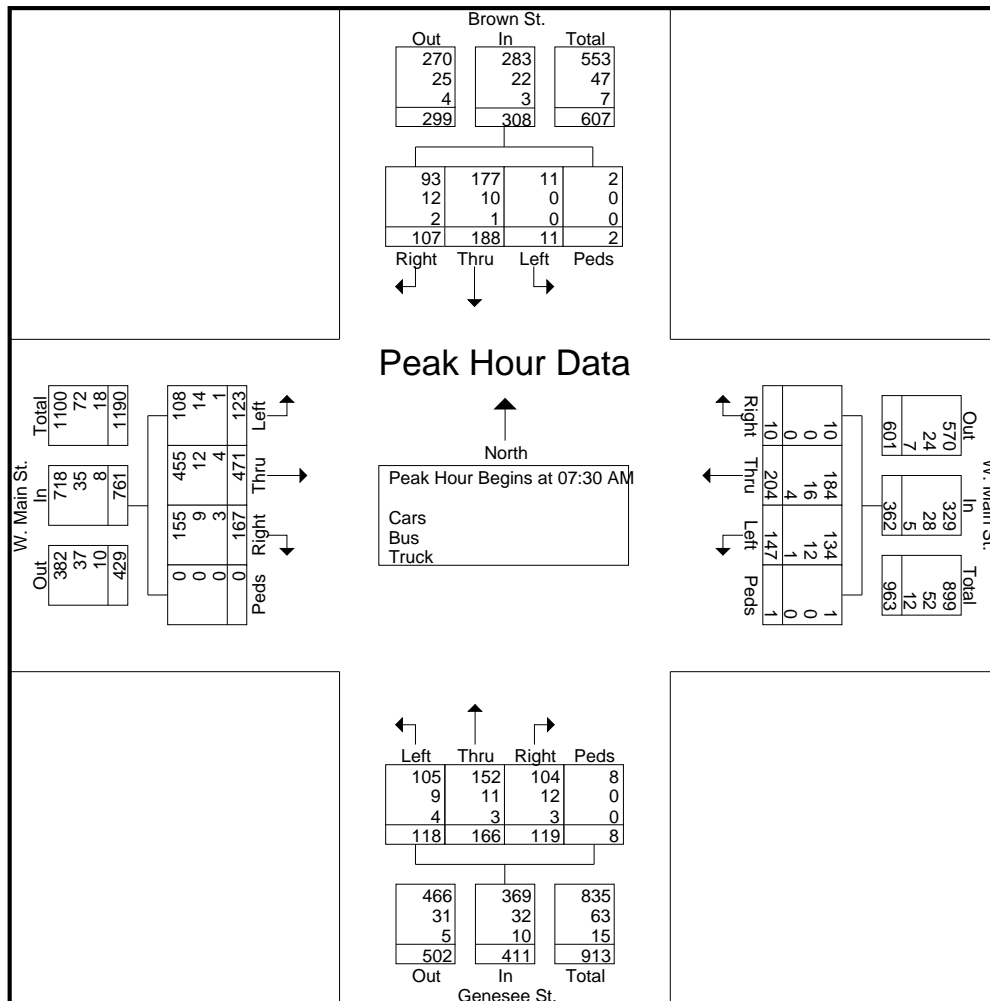 Brown St.
Out In Total
270 283 553
25 22 47
4 3 7
299 308 607
93 177 11 2
12 10 0 0
2 1 0 0
107 188 11 2
Right Thru Left Peds
Peak Hour Data
North
Peak Hour Begins at 07:30 AM
Cars
Bus
Truck
W. Main St.
Out In Total
382 718 1100
37 35 72
10 8 18
429 761 1190
155 455 108
Peds Right Thru Left
0 155 455 108
0 9 12 14
0 3 4 1
0 167 471 123
W. Main St.
Out In Total
570 329 899
24 28 52
7 5 12
601 362 963
10 184 134 1
0 16 12 0
0 4 1 0
10 204 147 1
Right Thru Left Peds
Left Thru Right Peds
105 152 104 8
9 11 12 0
4 3 3 0
118 166 119 8
466 369 835
31 32 63
5 10 15
502 411 913
Out In Total
Genesee St.